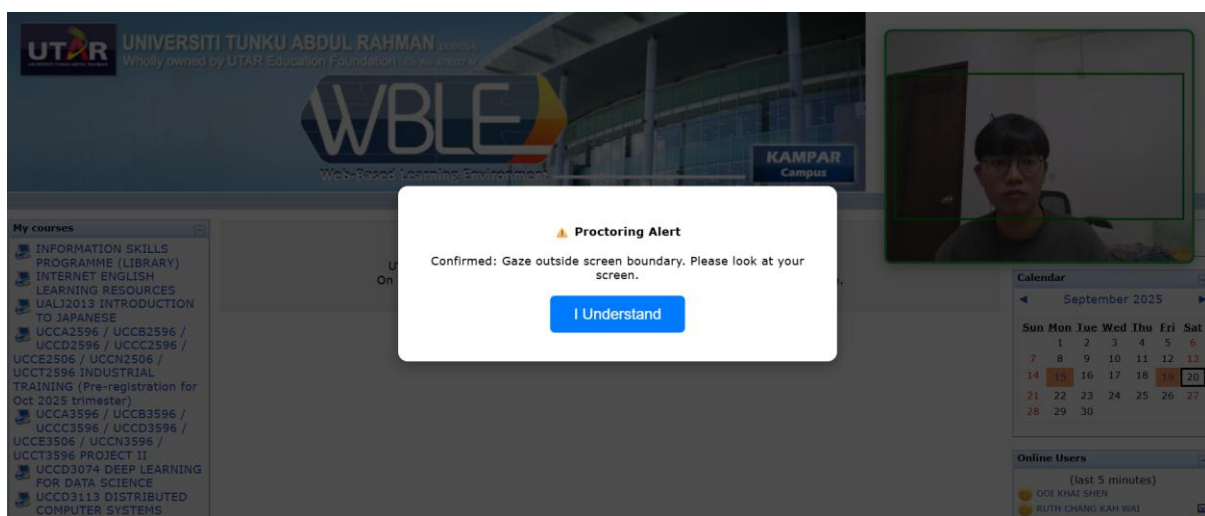 UTAR
UNIVERSITI TUNKU ABDUL RAHMAN
Wholly owned by UTAR Education Foundation
WBLE
Web-Based Learning Environment
KAMPAR
Campus
My courses
INFORMATION SKILLS
PROGRAMME (LIBRARY)
INTERNET ENGLISH
LEARNING RESOURCES
UALJ2013 INTRODUCTION
TO JAPANESE
UCCA2596 / UCCB2596 /
UCCD2596 / UCCC2596 /
UCCE2506 / UCCN2506 /
UCCT2596 INDUSTRIAL
TRAINING (Pre-registration for
Oct 2025 trimester)
UCCA3596 / UCCB3596 /
UCCC3596 / UCCD3596 /
UCCE3506 / UCCN3596 /
UCCT3596 PROJECT II
UCCD3074 DEEP LEARNING
FOR DATA SCIENCE
UCCD3113 DISTRIBUTED
COMPUTER SYSTEMS
U
On
⚠ Proctoring Alert
Confirmed: Gaze outside screen boundary. Please look at your
screen.
I Understand
Calendar
◄ September 2025 ►
Sun Mon Tue Wed Thu Fri Sat
1 2 3 4 5 6
7 8 9 10 11 12 13
14 15 16 17 18 19 20
21 22 23 24 25 26 27
28 29 30
Online Users
(last 5 minutes)
OOI KHAI SHEN
RUTH CHANG KAH WAI